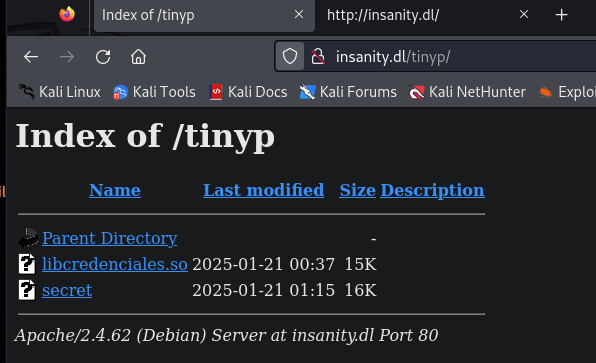 Index of /tinyp
http://insanity.dl/
insanity.dl/tinyp/
Kali Linux Kali Tools Kali Docs Kali Forums Kali NetHunter Exploi
Index of /tinyp
Name Last modified Size Description
Parent Directory -
libcredenciales.so 2025-01-21 00:37 15K
secret 2025-01-21 01:15 16K
Apache/2.4.62 (Debian) Server at insanity.dl Port 80